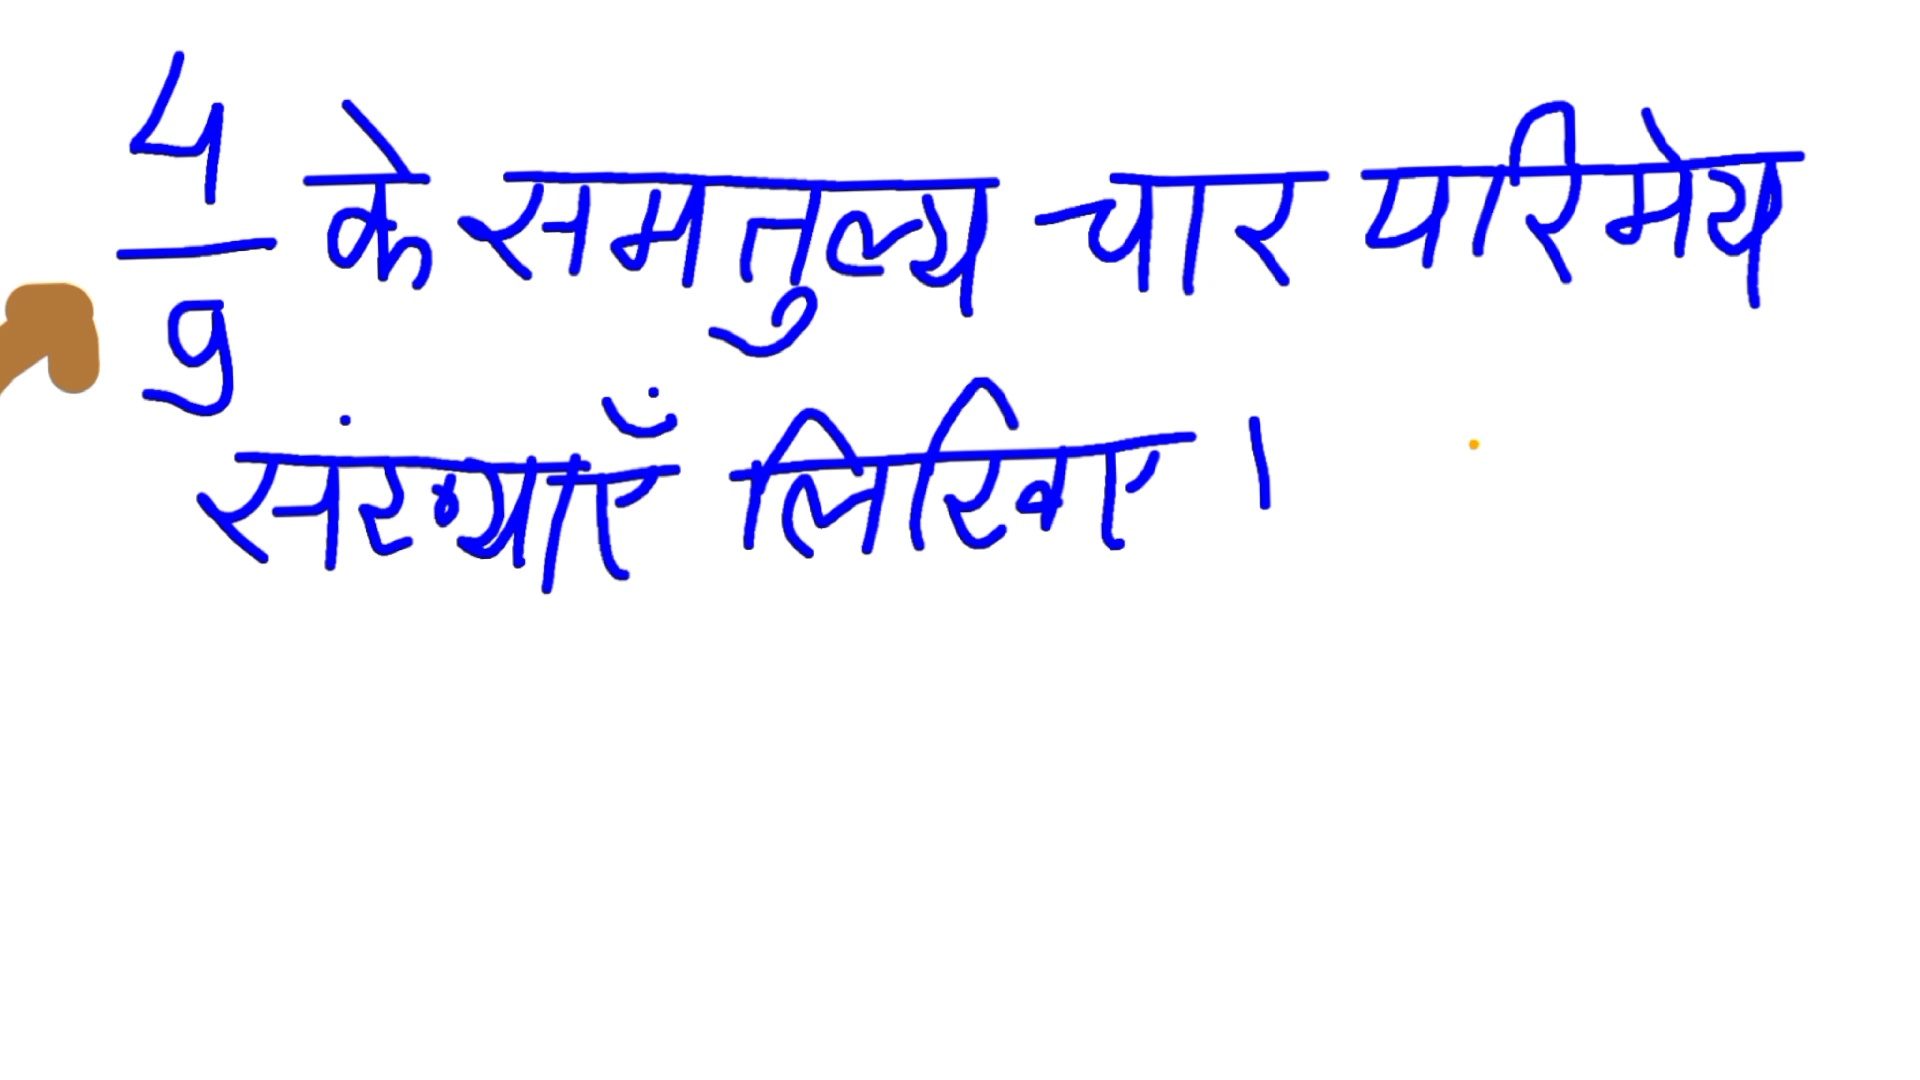 4/9 के समतुल्य चार परिमेय
संख्याएँ लिखिए ।